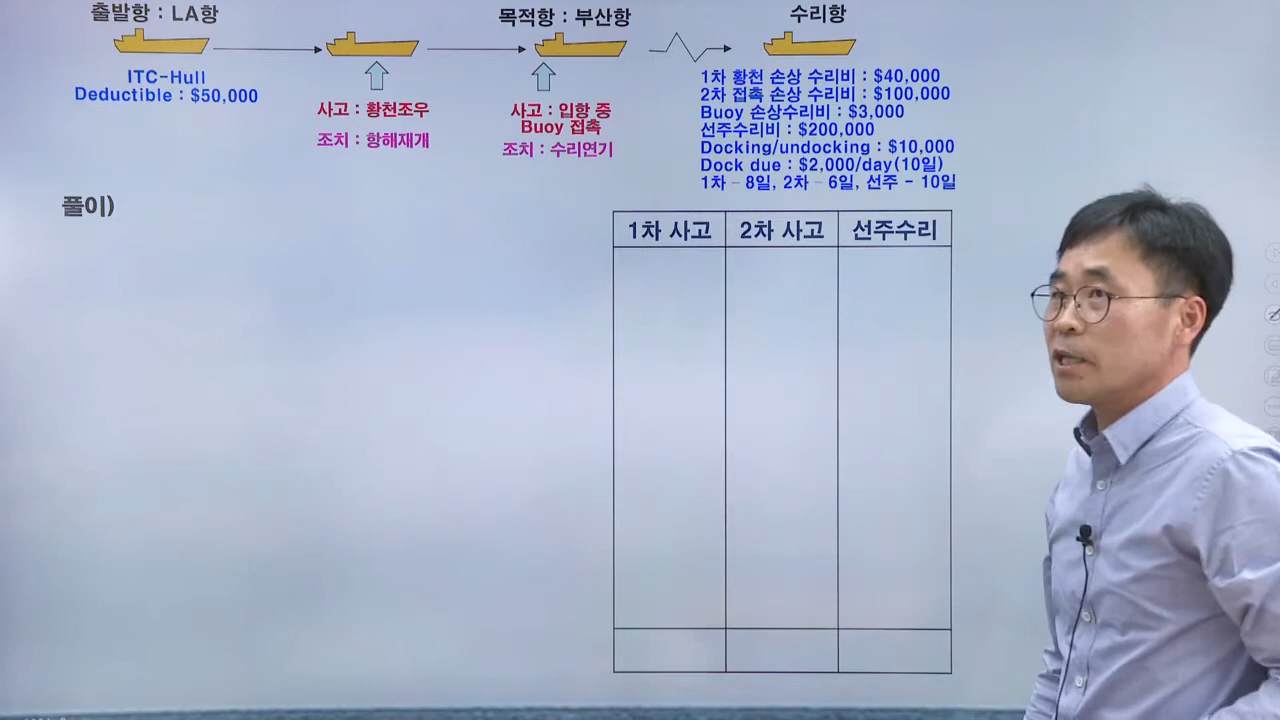 출발항 : LA항
목적항 : 부산항
수리항
ITC-Hull
Deductible : $50,000
사고 : 황천조우
조치 : 항해재개
사고 : 입항 중
Buoy 접촉
조치 : 수리연기
1차 황천 손상 수리비 : $40,000
2차 접촉 손상 수리비 : $100,000
Buoy 손상수리비 : $3,000
선주수리비 : $200,000
Docking/undocking : $10,000
Dock due : $2,000/day(10일)
1차 - 8일, 2차 - 6일, 선주 - 10일
풀이)
1차 사고
2차 사고
선주수리